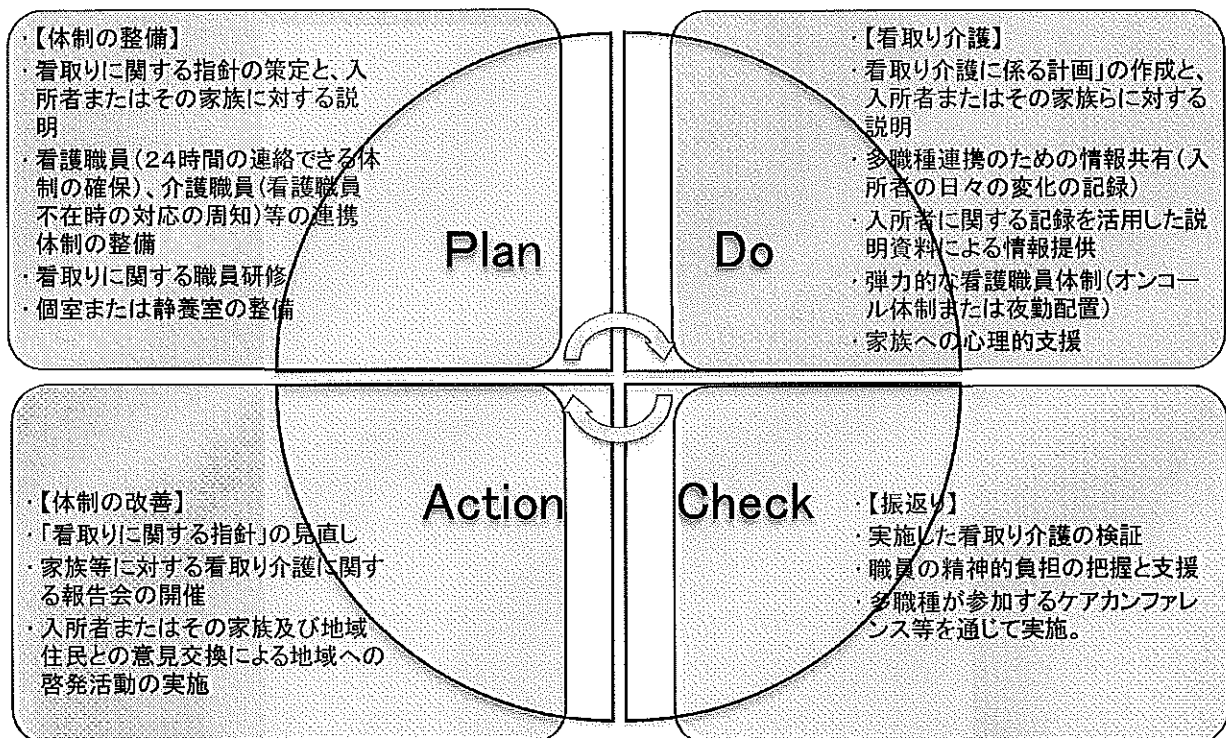 ・【体制の整備】
・看取りに関する指針の策定と、入
所者またはその家族に対する説
明
・看護職員(24時間の連絡できる体
制の確保)、介護職員(看護職員
不在時の対応の周知)等の連携
体制の整備
・看取りに関する職員研修
・個室または静養室の整備
Plan
・【看取り介護】
・看取り介護に係る計画」の作成と、
入所者またはその家族らに対する
説明
・多職種連携のための情報共有(入
所者の日々の変化の記録)
・入所者に関する記録を活用した説
明資料による情報提供
・弾力的な看護職員体制(オンコー
ル体制または夜勤配置)
・家族への心理的支援
Do
・【体制の改善】
・「看取りに関する指針」の見直し
・家族等に対する看取り介護に関す
る報告会の開催
・入所者またはその家族及び地域
住民との意見交換による地域への
啓発活動の実施
Action
Check
・【振返り】
・実施した看取り介護の検証
・職員の精神的負担の把握と支援
・多職種が参加するケアカンファレ
ンス等を通じて実施。